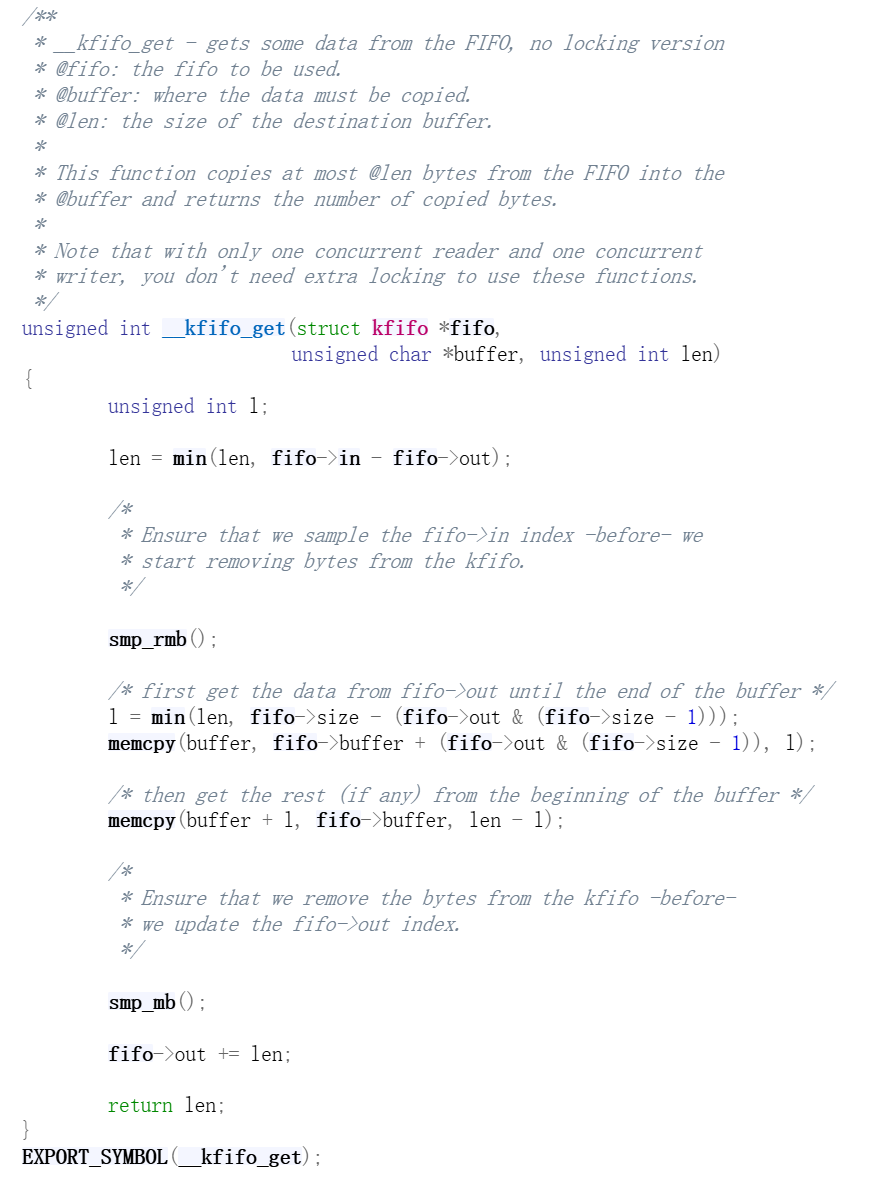 /**
 * __kfifo_get - gets some data from the FIFO, no locking version
 * @fifo: the fifo to be used.
 * @buffer: where the data must be copied.
 * @len: the size of the destination buffer.
 *
 * This function copies at most @len bytes from the FIFO into the
 * @buffer and returns the number of copied bytes.
 *
 * Note that with only one concurrent reader and one concurrent
 * writer, you don't need extra locking to use these functions.
 */
unsigned int __kfifo_get(struct kfifo *fifo,
                         unsigned char *buffer, unsigned int len)
{
        unsigned int l;

        len = min(len, fifo->in - fifo->out);

        /*
         * Ensure that we sample the fifo->in index -before- we
         * start removing bytes from the kfifo.
         */

        smp_rmb();

        /* first get the data from fifo->out until the end of the buffer */
        l = min(len, fifo->size - (fifo->out & (fifo->size - 1)));
        memcpy(buffer, fifo->buffer + (fifo->out & (fifo->size - 1)), l);

        /* then get the rest (if any) from the beginning of the buffer */
        memcpy(buffer + l, fifo->buffer, len - l);

        /*
         * Ensure that we remove the bytes from the kfifo -before-
         * we update the fifo->out index.
         */

        smp_mb();

        fifo->out += len;

        return len;
}
EXPORT_SYMBOL(__kfifo_get);